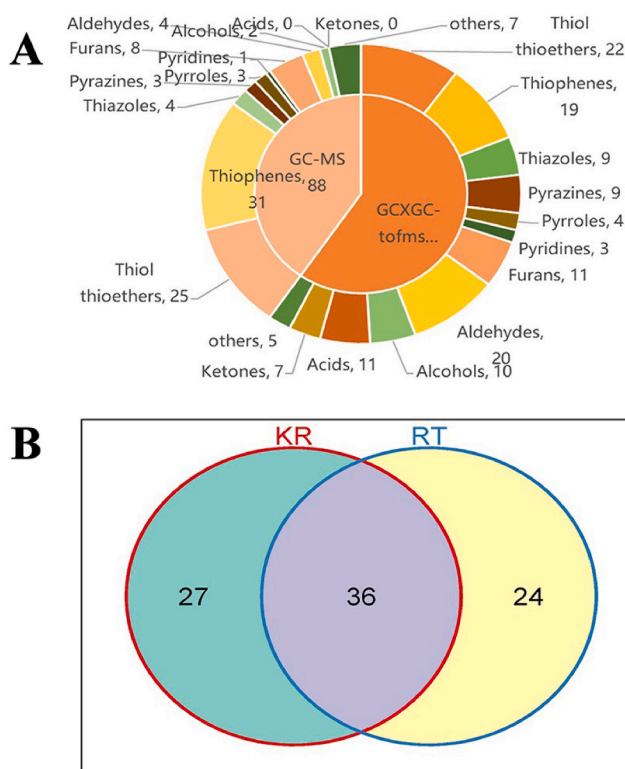 A
Aldehydes, 4
Acids, 0
Ketones, 0
others, 7
Thiol
thioethers, 22
Alcohols, 2
Furans, 8
Pyridines, 1
Pyrroles, 3
Pyrazines, 3
Thiazoles, 4
Thiophenes,
19
GC-MS
88
Thiophenes,
31
Thiazoles, 9
Pyrazines, 9
GCXGC-
tofms...
Pyrroles, 4
Pyridines, 3
Furans, 11
Thiol
thioethers, 25
Aldehydes,
20
others, 5
Ketones, 7
Acids, 11
Alcohols, 10
B
KR
RT
27
36
24